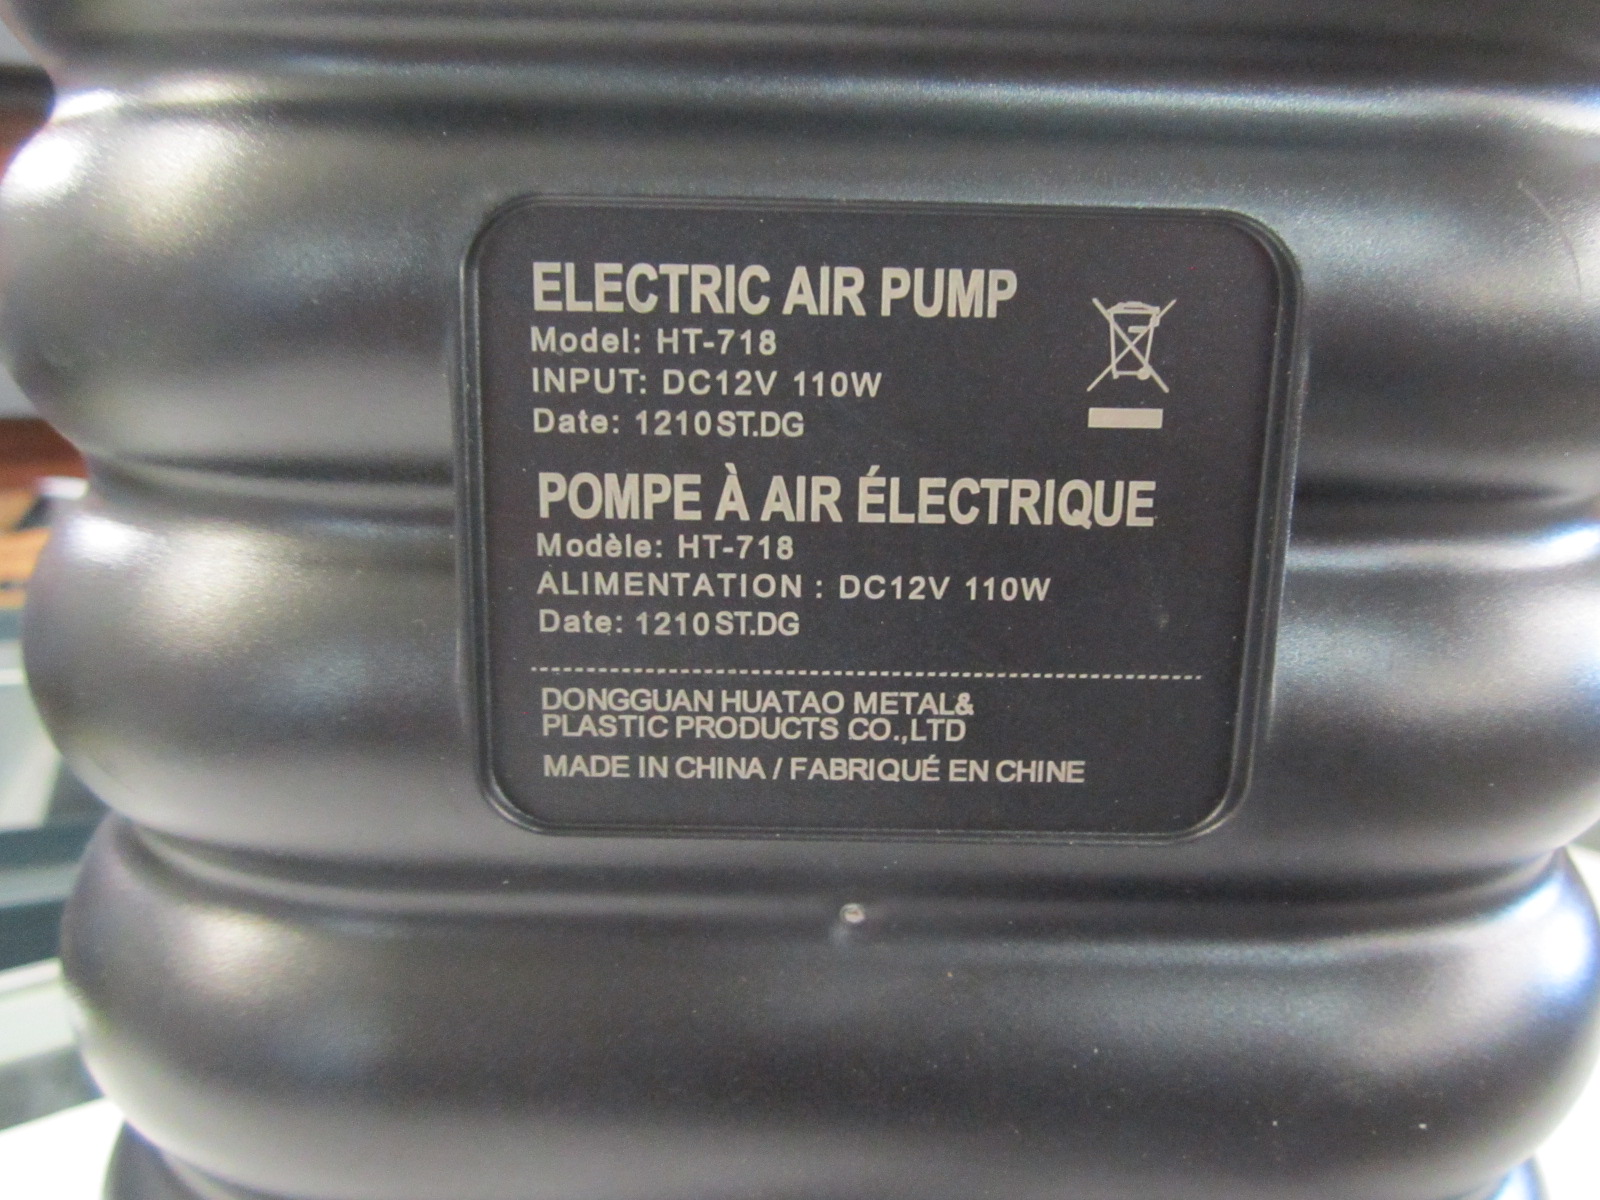 ELECTRIC AIR PUMP
Model: HT-718
INPUT: DC12V 110W
Date: 1210ST.DG
POMPE À AIR ÉLECTRIQUE
Modèle: HT-718
ALIMENTATION : DC12V 110W
Date: 1210ST.DG
DONGGUAN HUATAO METAL&
PLASTIC PRODUCTS CO.,LTD
MADE IN CHINA / FABRIQUÉ EN CHINE